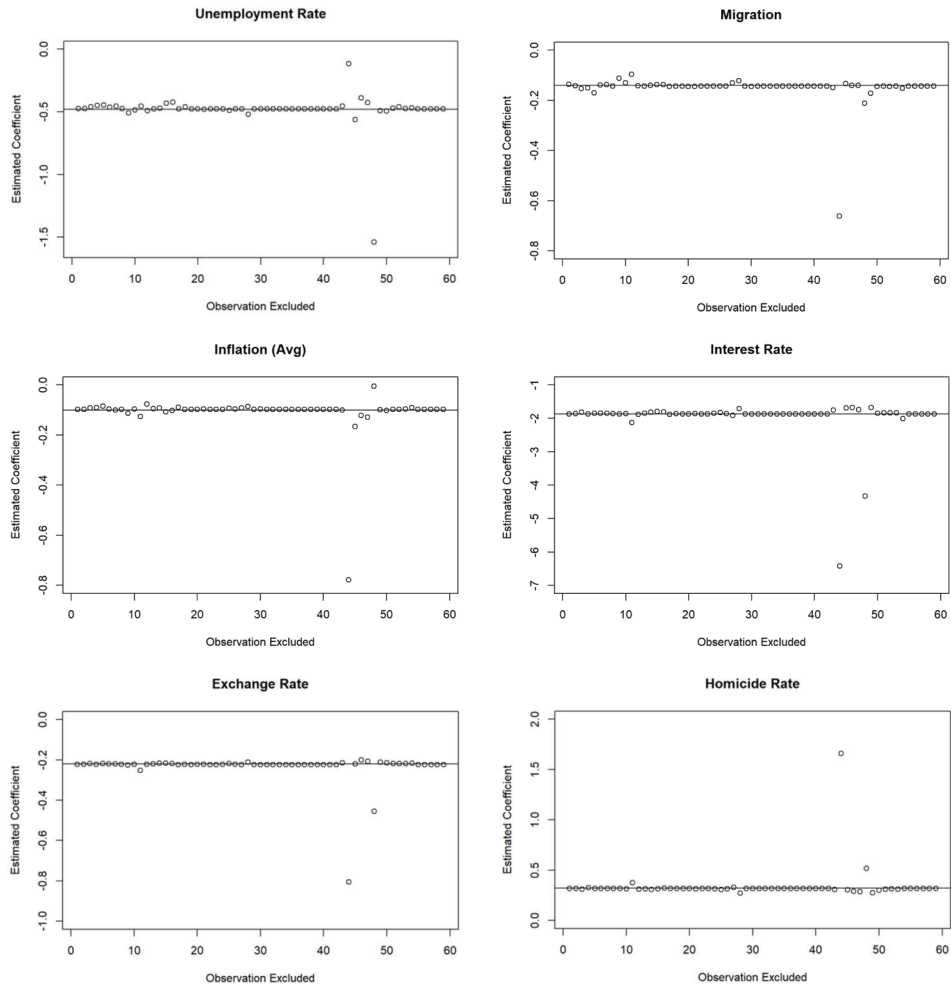 Unemployment Rate
Estimated Coefficient
0.0
-0.5
-1.0
-1.5
0 10 20 30 40 50 60
Observation Excluded
Migration
Estimated Coefficient
0.0
-0.2
-0.4
-0.6
-0.8
0 10 20 30 40 50 60
Observation Excluded
Inflation (Avg)
Estimated Coefficient
0.0
-0.2
-0.4
-0.6
-0.8
0 10 20 30 40 50 60
Observation Excluded
Interest Rate
Estimated Coefficient
-1
-2
-3
-4
-5
-6
-7
0 10 20 30 40 50 60
Observation Excluded
Exchange Rate
Estimated Coefficient
0.0
-0.2
-0.4
-0.6
-0.8
-1.0
0 10 20 30 40 50 60
Observation Excluded
Homicide Rate
Estimated Coefficient
2.0
1.5
1.0
0.5
0.0
0 10 20 30 40 50 60
Observation Excluded